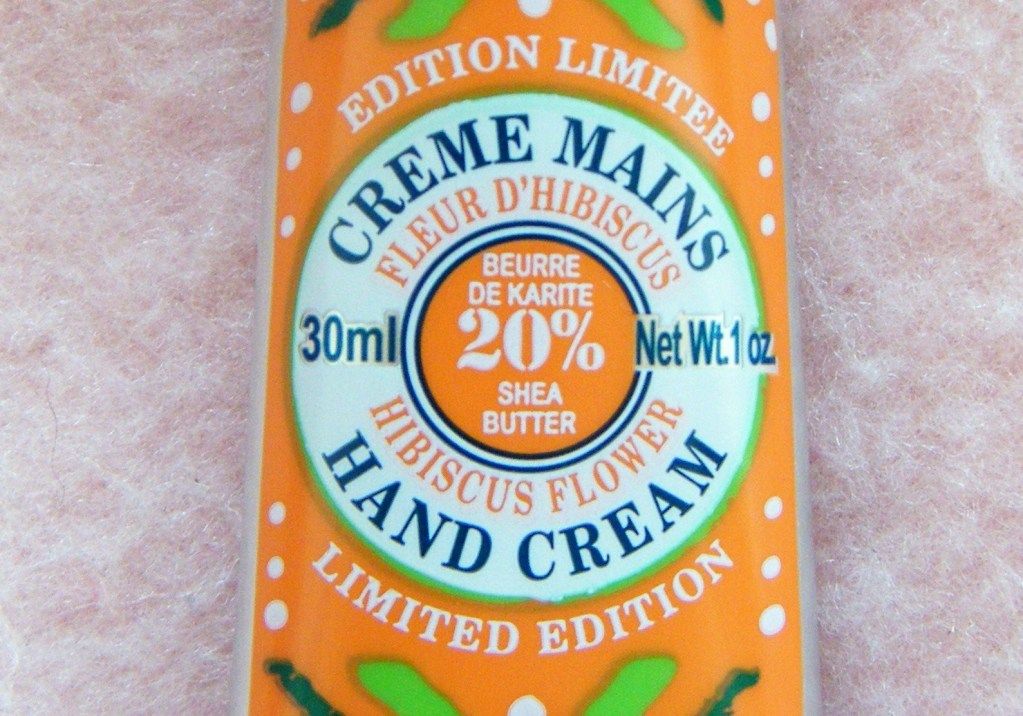 EDITION LIMITEE
CREME MAINS
FLEUR D'HIBISCUS
BEURRE
DE KARITE
30ml
20%
Net Wt. 1 oz.
SHEA
BUTTER
HIBISCUS FLOWER
HAND CREAM
LIMITED EDITION